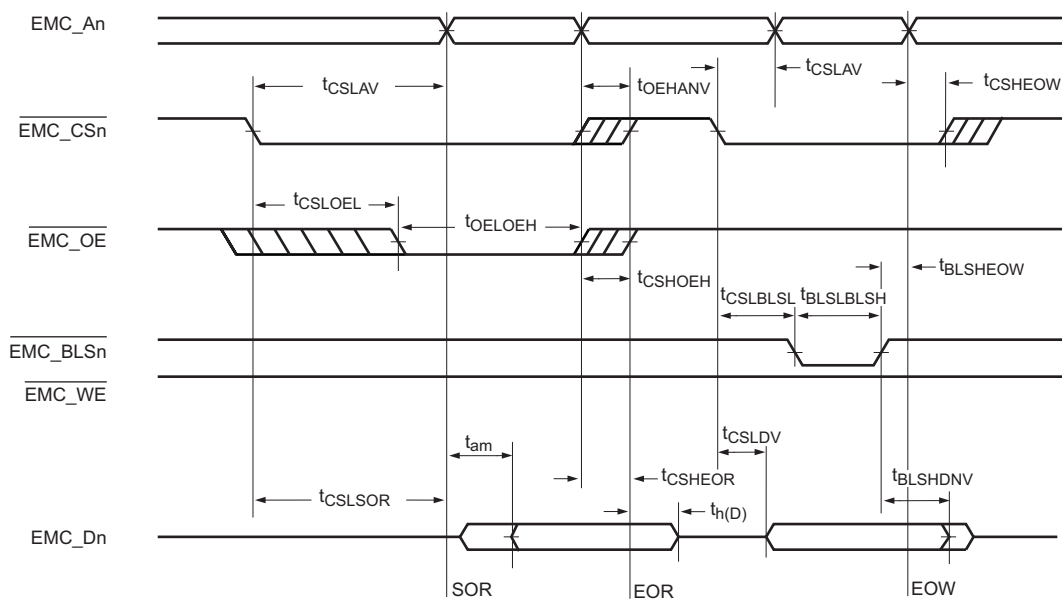 EMC_An
tCSLAV
tOEHANV
tCSLAV
tCSHEOW
EMC_CSn
tCSLOEL
tOELOEH
EMC_OE
tCSHOEH
tBLSHEOW
tCSLBLSL
tBLSLBLSH
EMC_BLSn
EMC_WE
tam
tCSLDV
tCSHEOR
tBLSHDNV
tCSLSOR
th(D)
EMC_Dn
SOR
EOR
EOW